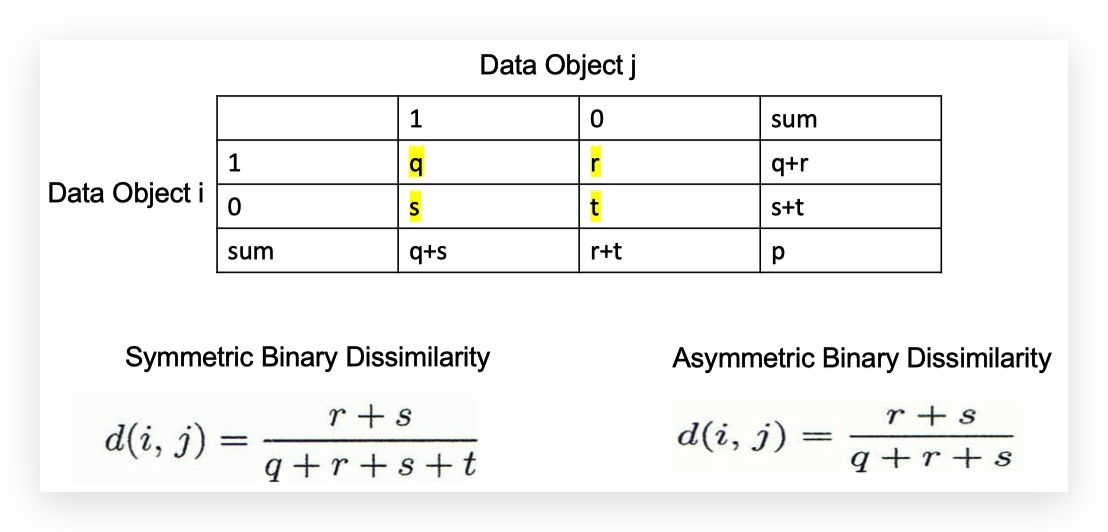 Data Object j
1 0 sum
1 q r q+r
Data Object i
0 s t s+t
sum q+s r+t p
Symmetric Binary Dissimilarity Asymmetric Binary Dissimilarity
d(i, j) = \frac{r + s}{q + r + s + t} d(i, j) = \frac{r + s}{q + r + s}